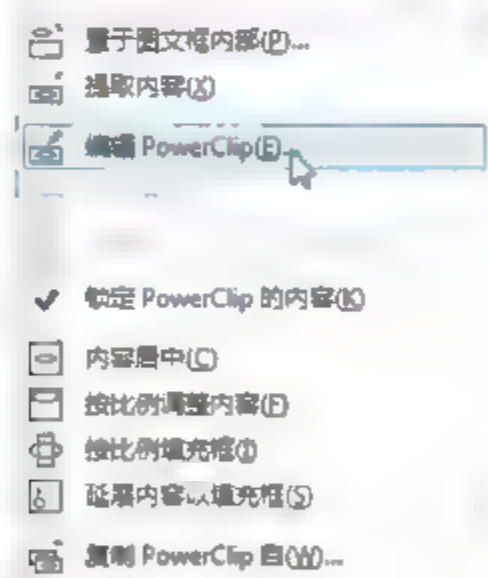 置于图文框内部(P)...
提取内容(X)
编辑 PowerClip(E)
锁定 PowerClip 的内容(K)
内容居中(C)
按比例调整内容(F)
按比例填充框(I)
延展内容以填充框(S)
复制 PowerClip 自(W)...